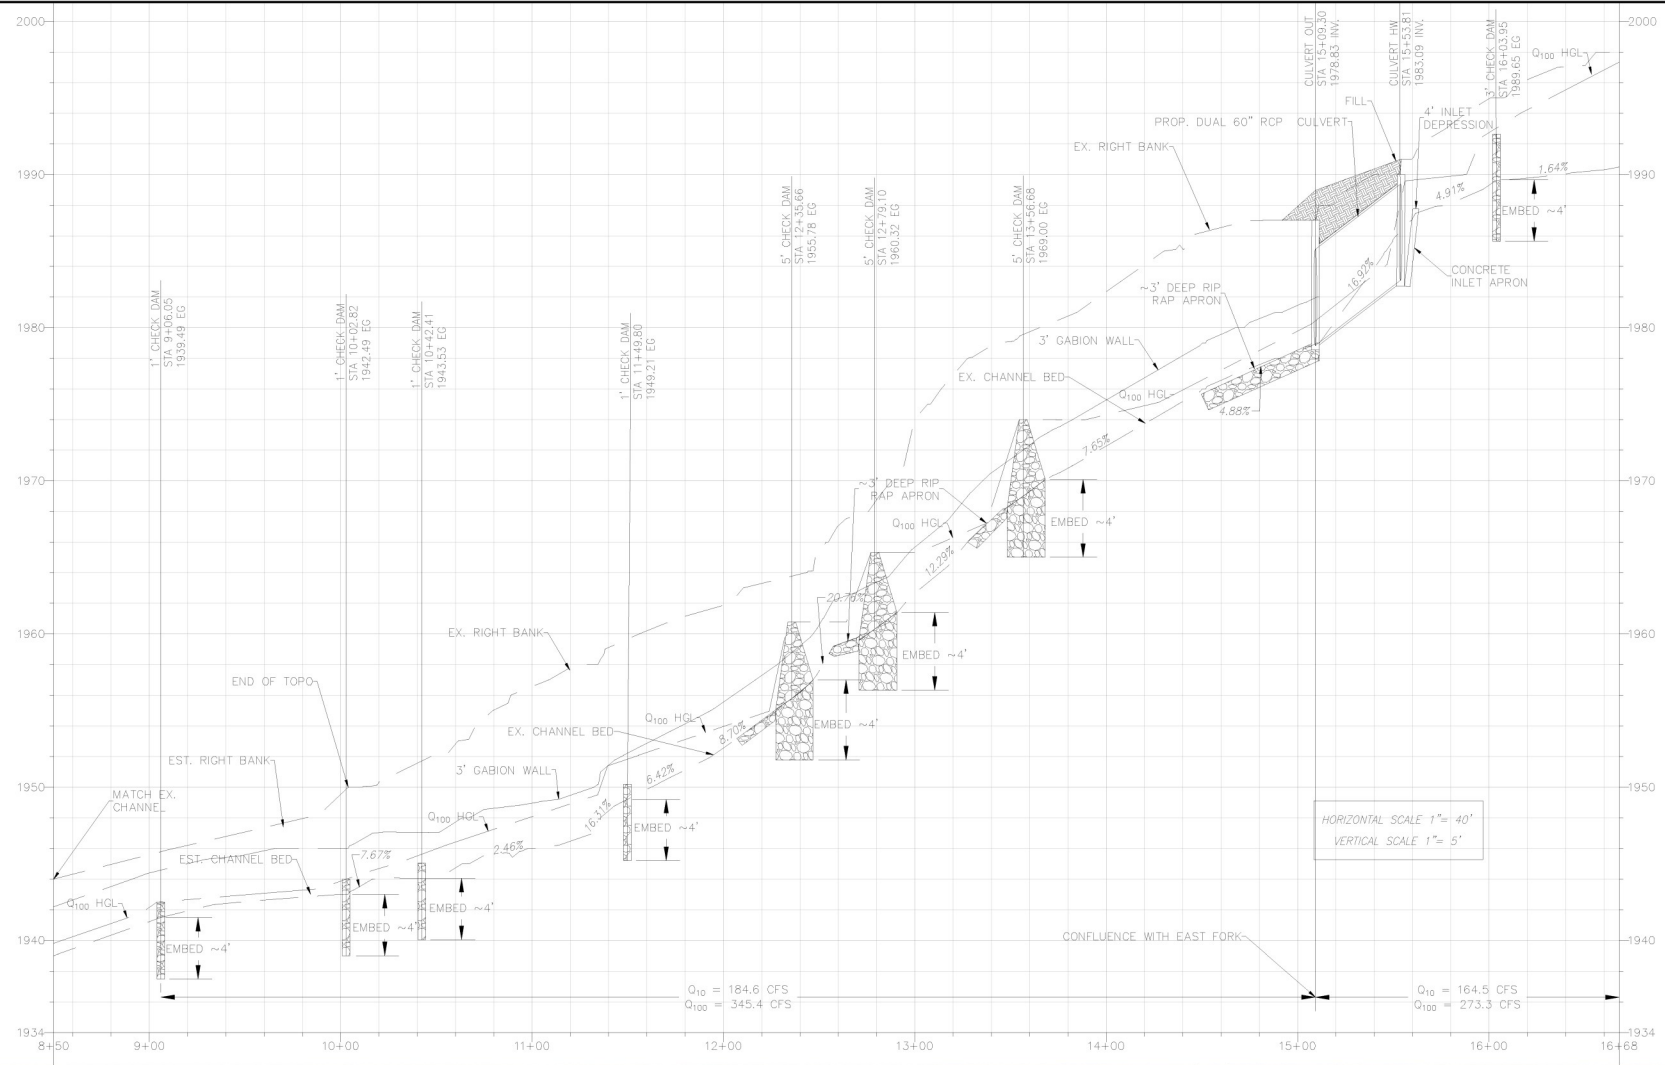 2000
1990
1980
1970
1960
1950
1940
1934
2000
1990
1980
1970
1960
1950
1940
1934
8+50
9+00
10+00
11+00
12+00
13+00
14+00
15+00
16+00
16+68
1' CHECK DAM
STA 9+06.05
1939.49 EG
1' CHECK DAM
STA 10+02.82
1942.49 EG
1' CHECK DAM
STA 10+42.41
1943.53 EG
1' CHECK DAM
STA 11+49.80
1949.21 EG
5' CHECK DAM
STA 12+35.66
1955.78 EG
5' CHECK DAM
STA 12+79.10
1960.32 EG
5' CHECK DAM
STA 13+56.68
1969.00 EG
CULVERT OUT
STA 15+09.30
1978.83 INV.
CULVERT HW
STA 15+53.81
1983.09 INV.
3' CHECK DAM
STA 16+03.95
1989.65 EG
Q100 HGL
FILL
4' INLET
DEPRESSION
PROP. DUAL 60" RCP CULVERT
EX. RIGHT BANK
1.64%
4.91%
EMBED ~4'
CONCRETE
INLET APRON
16.92%
~3' DEEP RIP
RAP APRON
3' GABION WALL
EX. CHANNEL BED
Q100 HGL
4.88%
7.65%
~3' DEEP RIP
RAP APRON
Q100 HGL
EMBED ~4'
12.29%
20.76%
EX. RIGHT BANK
EMBED ~4'
END OF TOPO
Q100 HGL
EX. CHANNEL BED
8.70%
EMBED ~4'
EST. RIGHT BANK
3' GABION WALL
6.42%
MATCH EX.
CHANNEL
Q100 HGL
16.31%
EMBED ~4'
2.46%
EST. CHANNEL BED
7.67%
Q100 HGL
EMBED ~4'
EMBED ~4'
EMBED ~4'
HORIZONTAL SCALE 1"= 40'
VERTICAL SCALE 1"= 5'
CONFLUENCE WITH EAST FORK
Q10 = 184.6 CFS
Q100 = 345.4 CFS
Q10 = 164.5 CFS
Q100 = 273.3 CFS